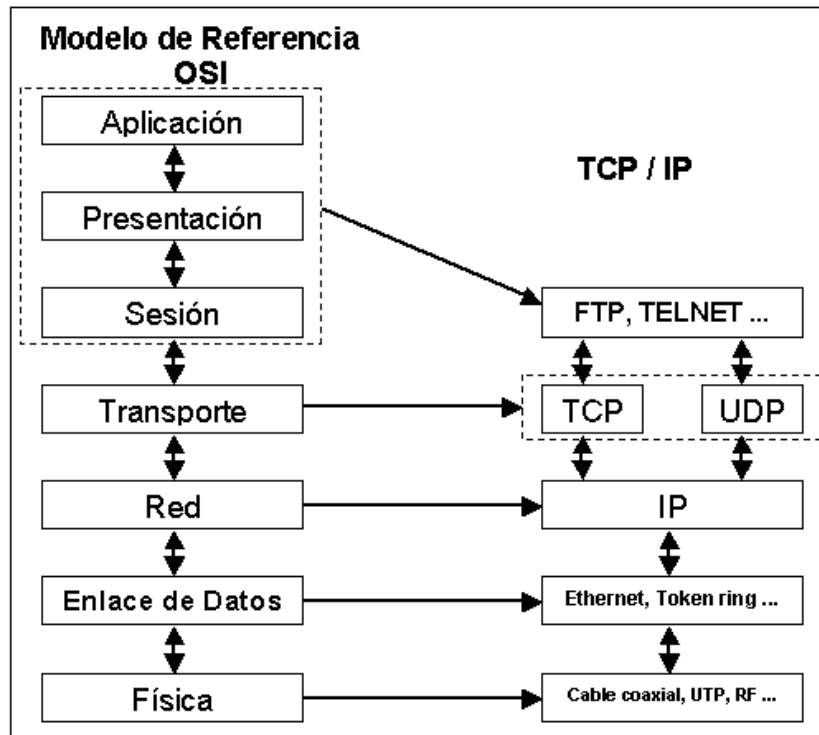 Modelo de Referencia
OSI
Aplicación
Presentación
Sesión
Transporte
Red
Enlace de Datos
Física
TCP / IP
FTP, TELNET ...
TCP
UDP
IP
Ethernet, Token ring ...
Cable coaxial, UTP, RF ...